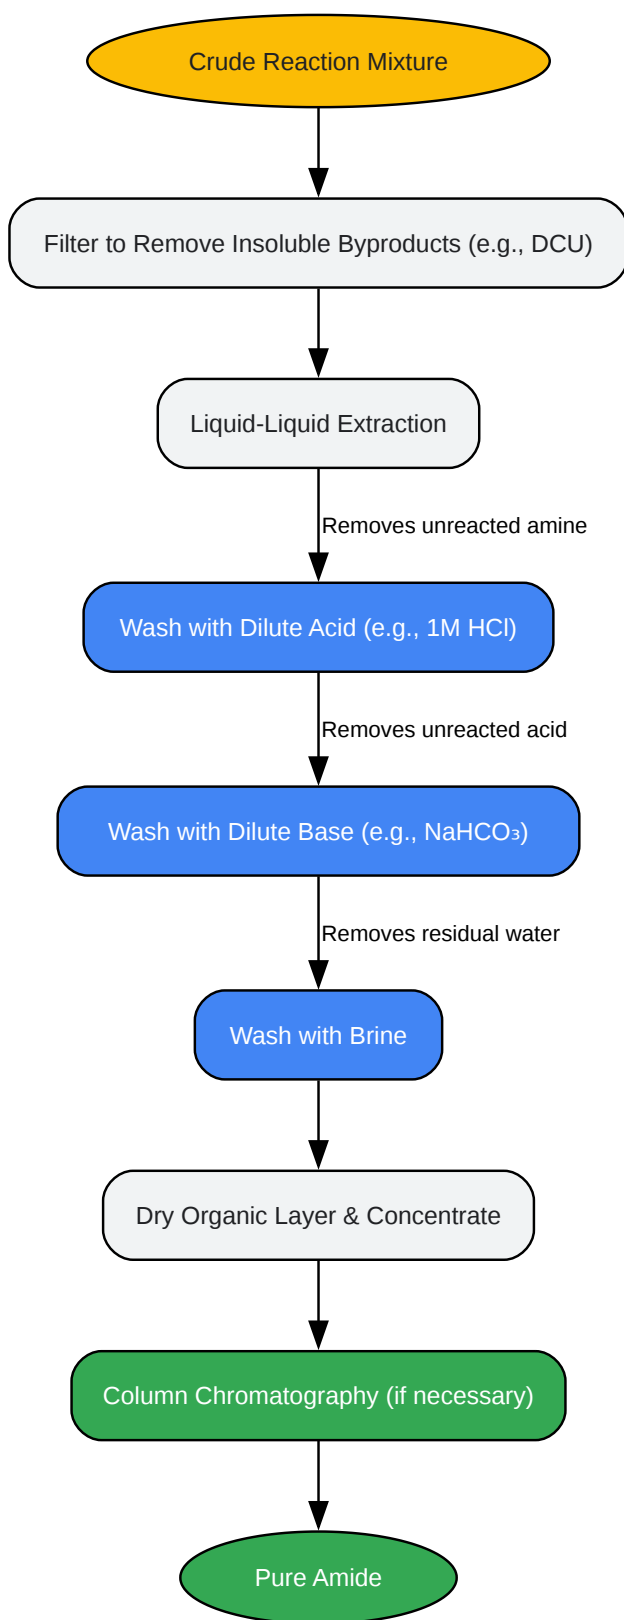 Crude Reaction Mixture
Filter to Remove Insoluble Byproducts (e.g., DCU)
Liquid-Liquid Extraction
Removes unreacted amine
Wash with Dilute Acid (e.g., 1M HCl)
Removes unreacted acid
Wash with Dilute Base (e.g., NaHCO₃)
Removes residual water
Wash with Brine
Dry Organic Layer & Concentrate
Column Chromatography (if necessary)
Pure Amide